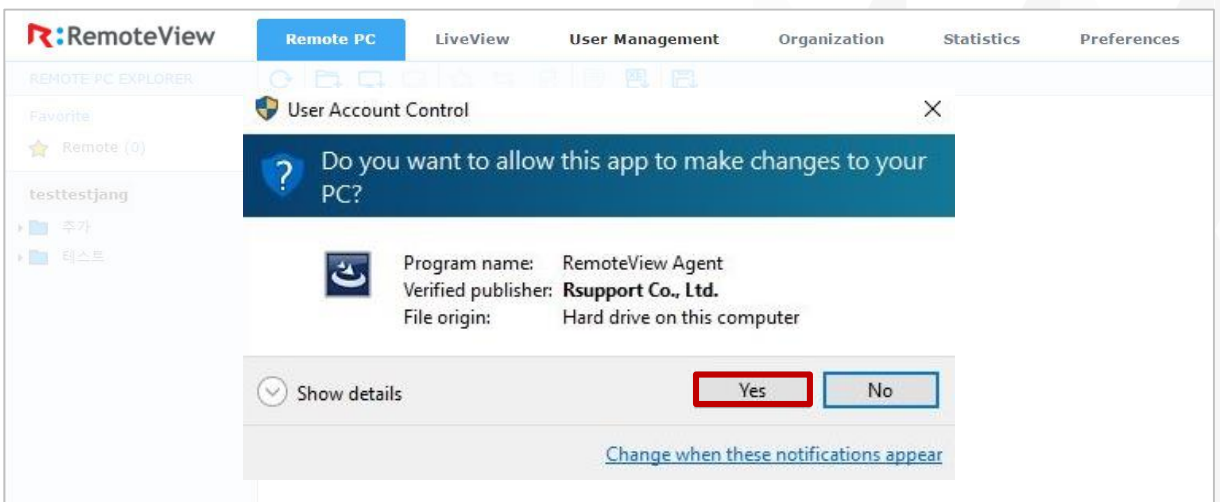 R:RemoteView
Remote PC LiveView User Management Organization Statistics Preferences
REMOTE PC EXPLORER
Favorite
Remote (0)
testtestjang
추가
테스트
User Account Control
Do you want to allow this app to make changes to your
PC?
Program name: RemoteView Agent
Verified publisher: Rsupport Co., Ltd.
File origin: Hard drive on this computer
Show details
Yes No
Change when these notifications appear